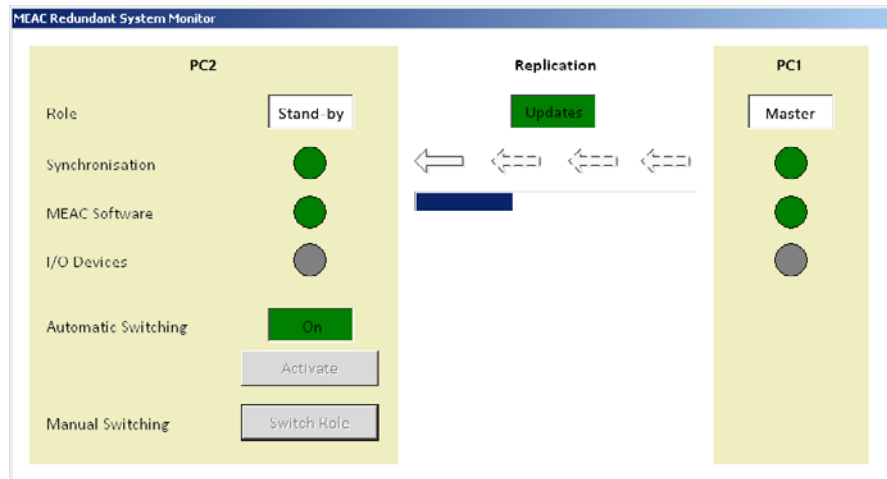 MEAC Redundant System Monitor
PC2 Replication PC1
Role Stand-by Updates Master
Synchronisation
MEAC Software
I/O Devices
Automatic Switching On
Activate
Manual Switching Switch Role